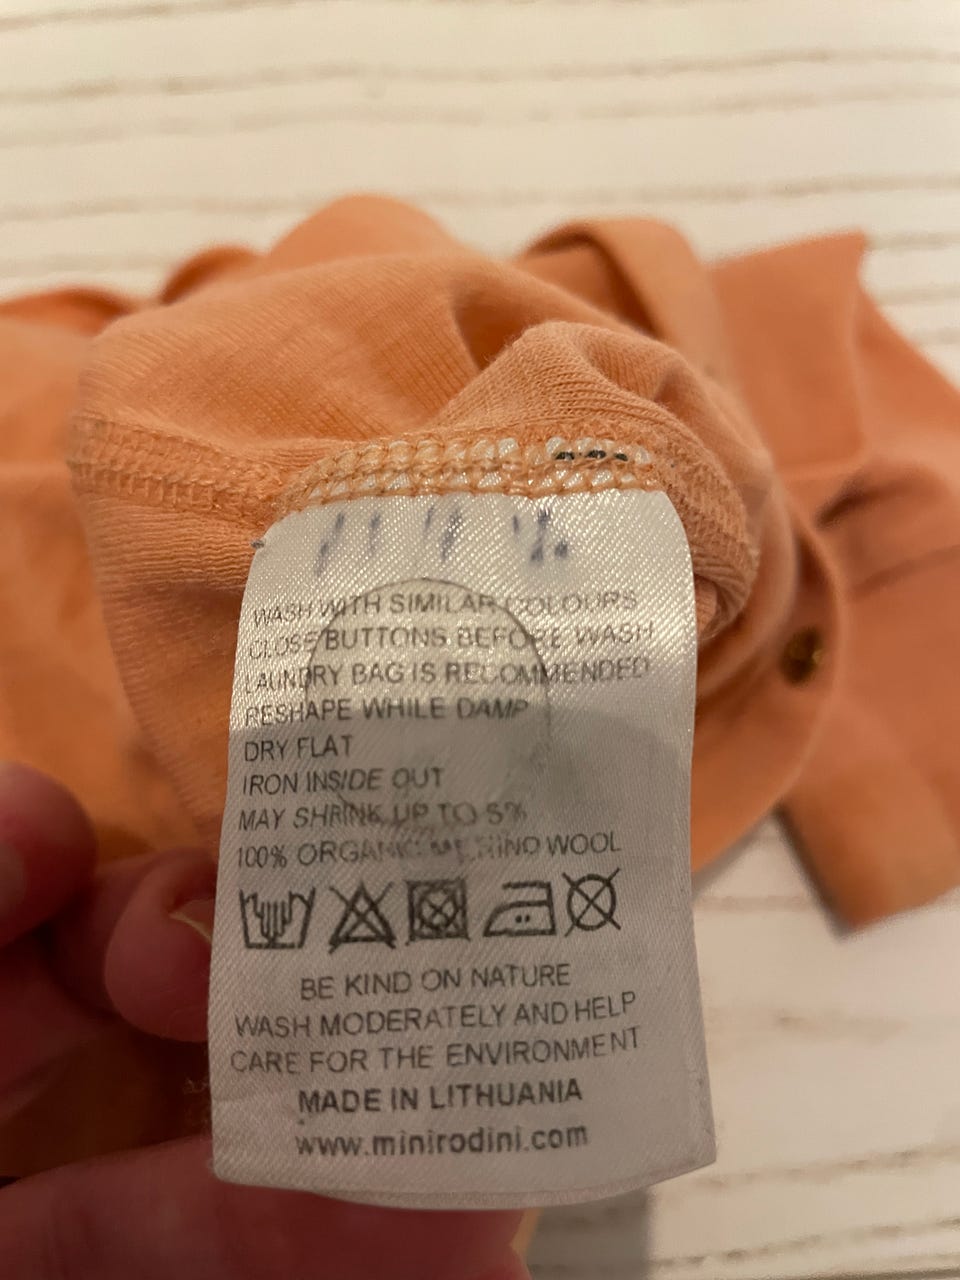 WASH WITH SIMILAR COLOURS
CLOSE BUTTONS BEFORE WASH
LAUNDRY BAG IS RECOMMENDED
RESHAPE WHILE DAMP
DRY FLAT
IRON INSIDE OUT
MAY SHRINK UP TO 5%
100% ORGANIC MERINO WOOL
BE KIND ON NATURE
WASH MODERATELY AND HELP
CARE FOR THE ENVIRONMENT
MADE IN LITHUANIA
www.minirodini.com